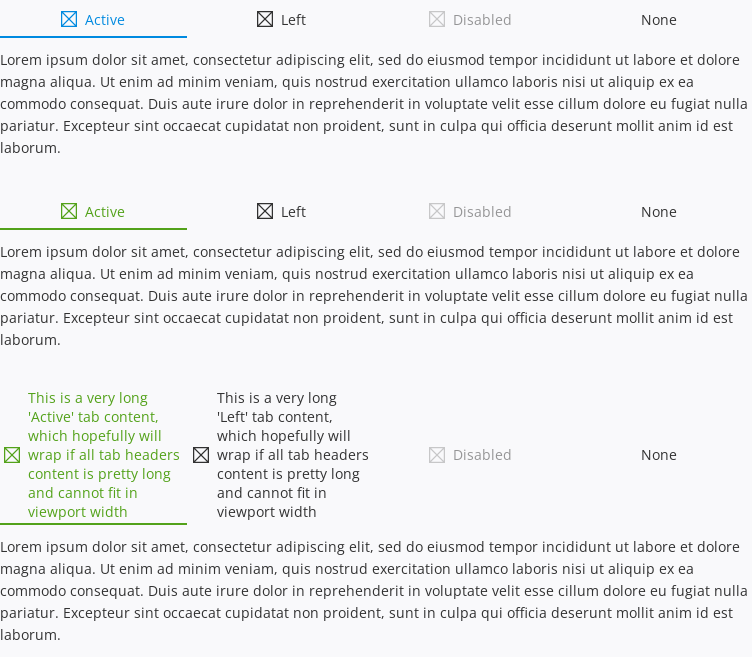 Active Left Disabled None
Lorem ipsum dolor sit amet, consectetur adipiscing elit, sed do eiusmod tempor incididunt ut labore et dolore
magna aliqua. Ut enim ad minim veniam, quis nostrud exercitation ullamco laboris nisi ut aliquip ex ea
commodo consequat. Duis aute irure dolor in reprehenderit in voluptate velit esse cillum dolore eu fugiat nulla
pariatur. Excepteur sint occaecat cupidatat non proident, sunt in culpa qui officia deserunt mollit anim id est
laborum.
Active Left Disabled None
Lorem ipsum dolor sit amet, consectetur adipiscing elit, sed do eiusmod tempor incididunt ut labore et dolore
magna aliqua. Ut enim ad minim veniam, quis nostrud exercitation ullamco laboris nisi ut aliquip ex ea
commodo consequat. Duis aute irure dolor in reprehenderit in voluptate velit esse cillum dolore eu fugiat nulla
pariatur. Excepteur sint occaecat cupidatat non proident, sunt in culpa qui officia deserunt mollit anim id est
laborum.
This is a very long
'Active' tab content,
which hopefully will
wrap if all tab headers
content is pretty long
and cannot fit in
viewport width
This is a very long
'Left' tab content,
which hopefully will
wrap if all tab headers
content is pretty long
and cannot fit in
viewport width
Disabled
None
Lorem ipsum dolor sit amet, consectetur adipiscing elit, sed do eiusmod tempor incididunt ut labore et dolore
magna aliqua. Ut enim ad minim veniam, quis nostrud exercitation ullamco laboris nisi ut aliquip ex ea
commodo consequat. Duis aute irure dolor in reprehenderit in voluptate velit esse cillum dolore eu fugiat nulla
pariatur. Excepteur sint occaecat cupidatat non proident, sunt in culpa qui officia deserunt mollit anim id est
laborum.